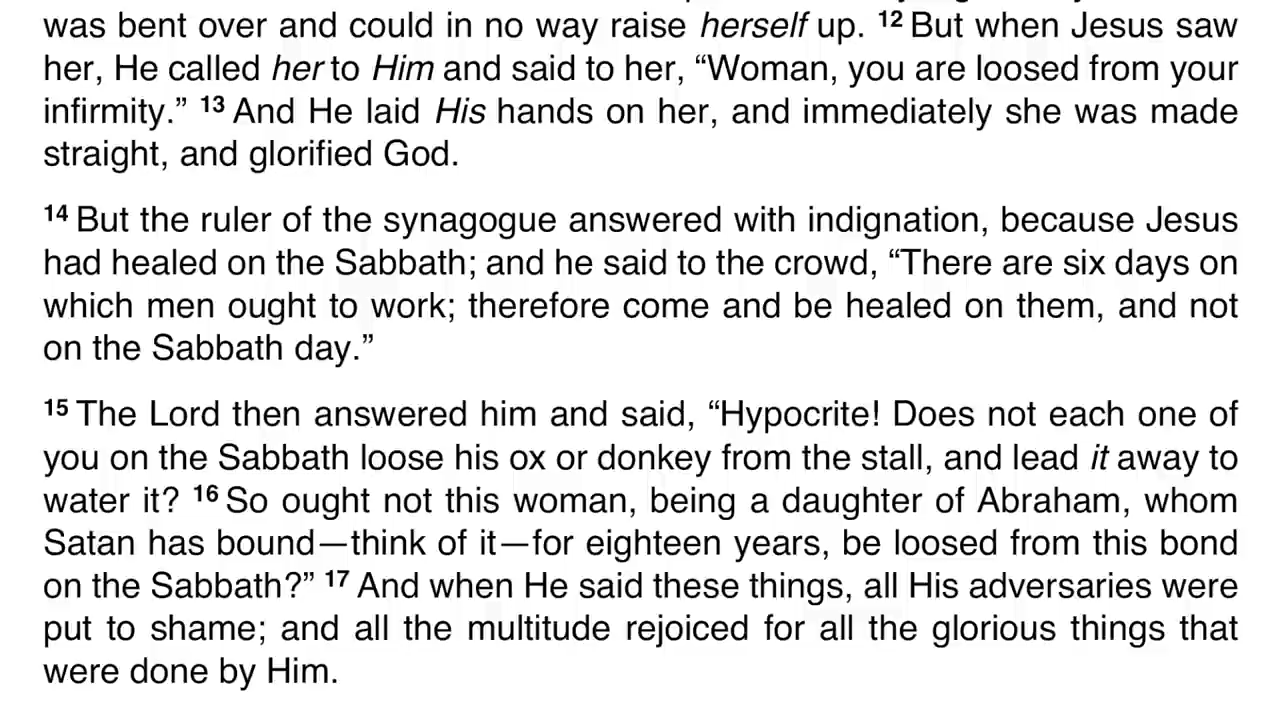 was bent over and could in no way raise herself up. 12 But when Jesus saw
her, He called her to Him and said to her, “Woman, you are loosed from your
infirmity.” 13 And He laid His hands on her, and immediately she was made
straight, and glorified God.
14 But the ruler of the synagogue answered with indignation, because Jesus
had healed on the Sabbath; and he said to the crowd, “There are six days on
which men ought to work; therefore come and be healed on them, and not
on the Sabbath day.”
15 The Lord then answered him and said, “Hypocrite! Does not each one of
you on the Sabbath loose his ox or donkey from the stall, and lead it away to
water it? 16 So ought not this woman, being a daughter of Abraham, whom
Satan has bound—think of it—for eighteen years, be loosed from this bond
on the Sabbath?” 17 And when He said these things, all His adversaries were
put to shame; and all the multitude rejoiced for all the glorious things that
were done by Him.